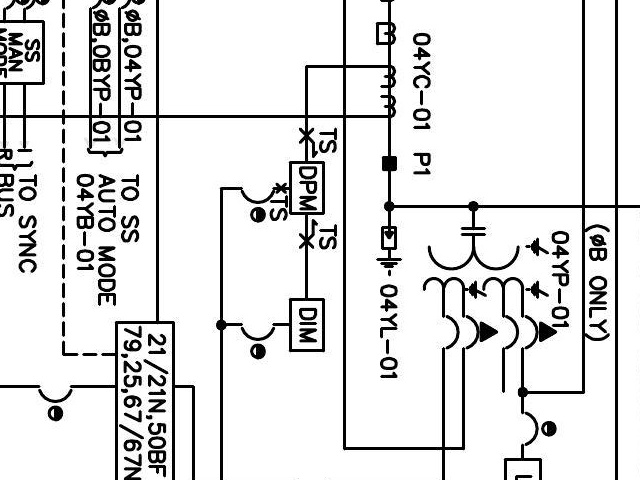 (øB ONLY)
04YP-01
04YC-01
P1
04YL-01
TS
DPM
TS
TS
DIM
21/21N,50BF
79,25,67/67N
øB,04YP-01
øB,0BYP-01
TO SS
AUTO MODE
04YB-01
SS
MAN
MODE
TO SYNC
BUS